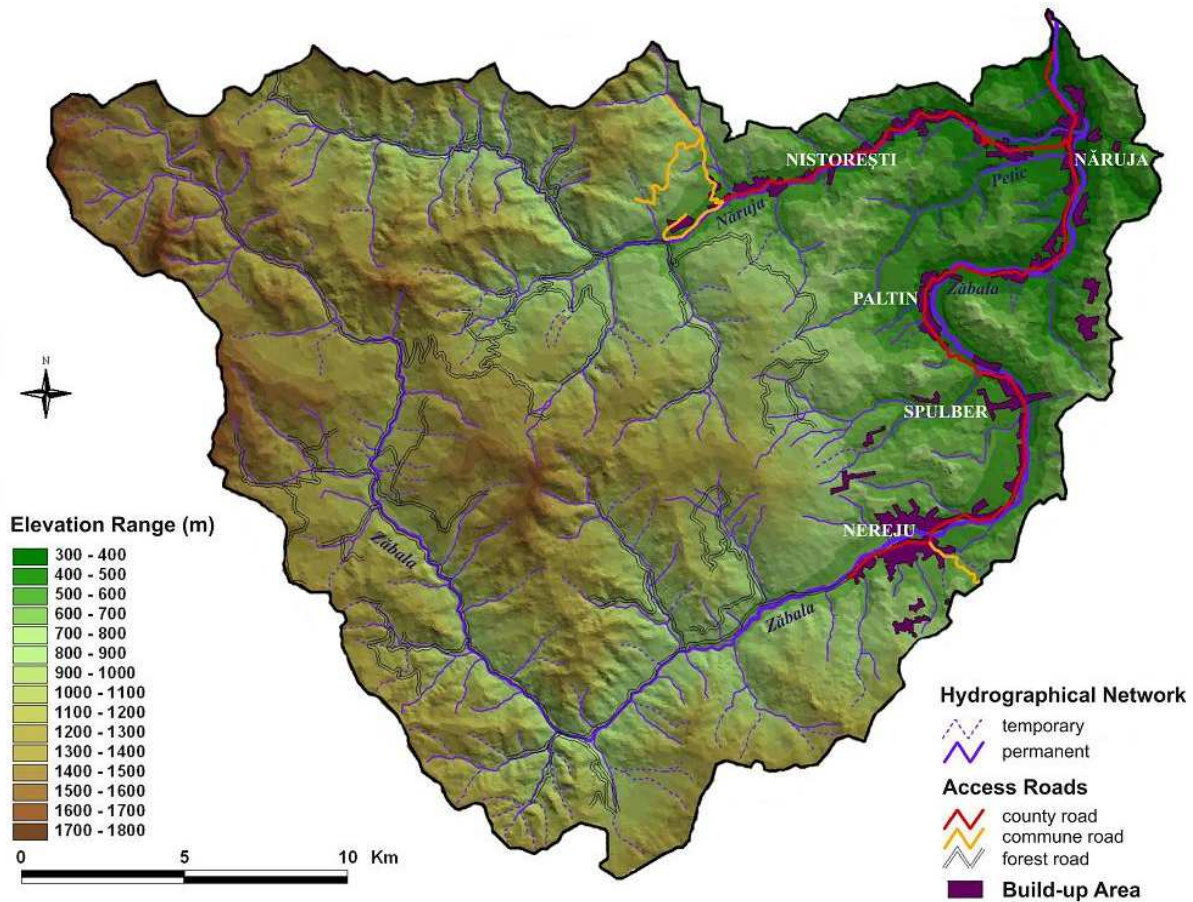 NISTOREȘTI
NĂRUJA
Petic
Năruja
PALTIN
Zăbala
N
SPULBER
NEREJU
Zăbala
Zăbala
Elevation Range (m)
300 - 400
400 - 500
500 - 600
600 - 700
700 - 800
800 - 900
900 - 1000
1000 - 1100
1100 - 1200
1200 - 1300
1300 - 1400
1400 - 1500
1500 - 1600
1600 - 1700
1700 - 1800
0 5 10 Km
Hydrographical Network
temporary
permanent
Access Roads
county road
commune road
forest road
Build-up Area